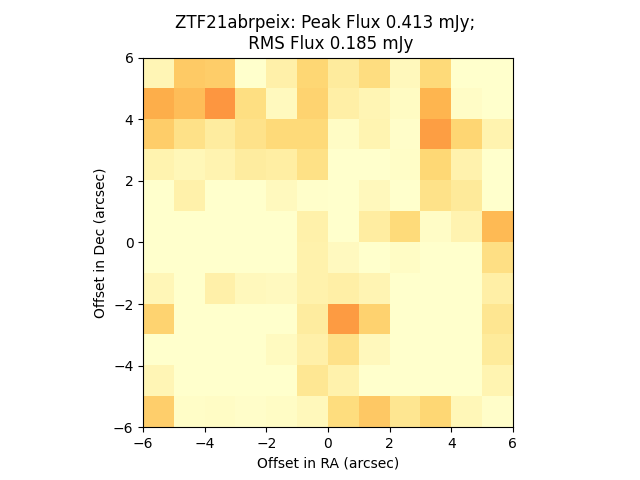 ZTF21abrpeix: Peak Flux 0.413 mJy;
RMS Flux 0.185 mJy
6
4
2
0
−2
−4
−6
Offset in Dec (arcsec)
−6 −4 −2 0 2 4 6
Offset in RA (arcsec)